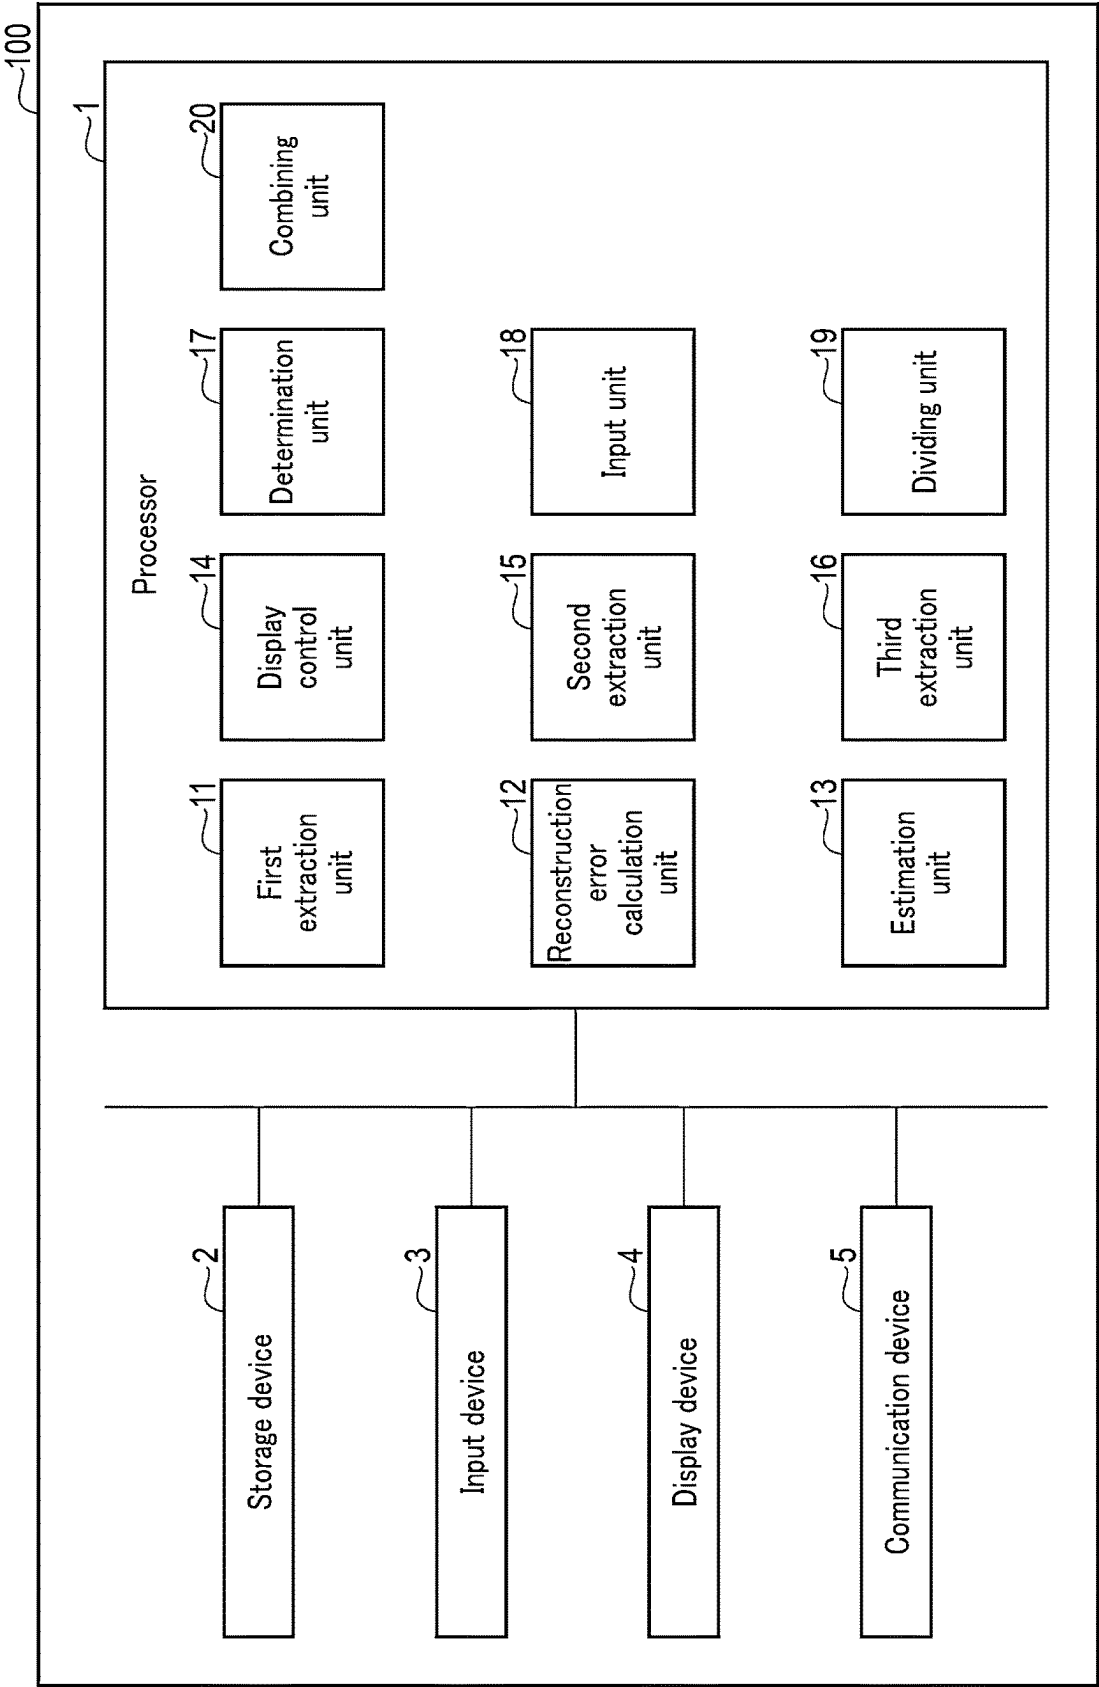 100
1
Processor
11
First
extraction
unit
14
Display
control
unit
17
Determination
unit
20
Combining
unit
12
Reconstruction
error
calculation
unit
15
Second
extraction
unit
18
Input unit
13
Estimation
unit
16
Third
extraction
unit
19
Dividing unit
2
Storage device
3
Input device
4
Display device
5
Communication device